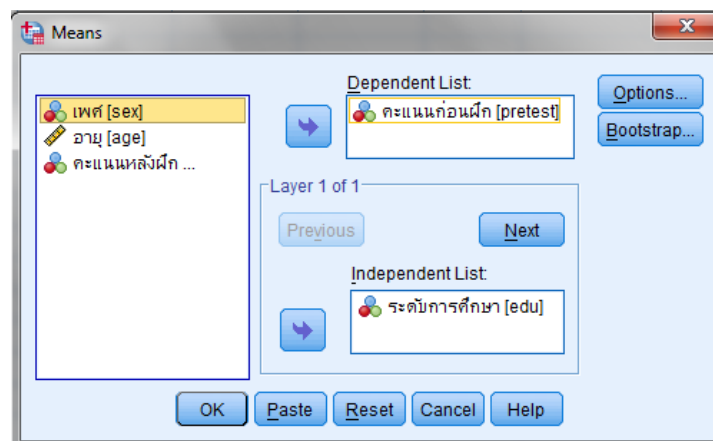 Means
Dependent List:
เพศ [sex]
อายุ [age]
คะแนนหลังฝึก ...
คะแนนก่อนฝึก [pretest]
Options...
Bootstrap...
Layer 1 of 1
Previous
Next
Independent List:
ระดับการศึกษา [edu]
OK
Paste
Reset
Cancel
Help